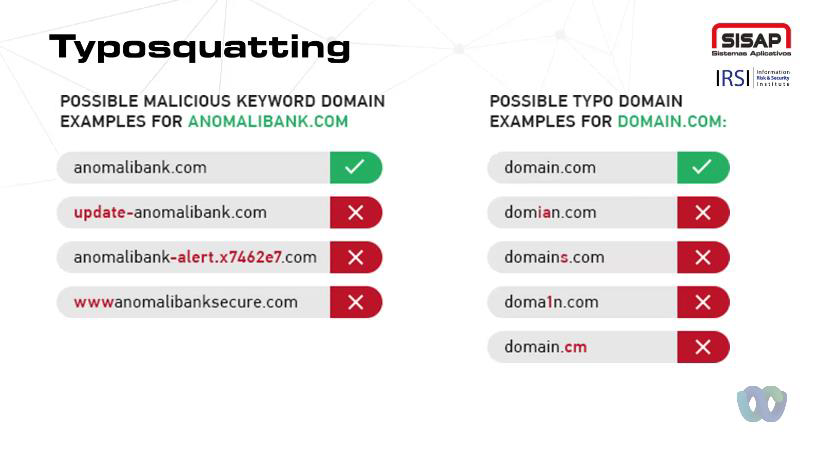 Typosquatting
SISAP
Sistemas Aplicativos
IRSI Information
Risk & Security
Institute
POSSIBLE MALICIOUS KEYWORD DOMAIN
EXAMPLES FOR ANOMALIBANK.COM
anomalibank.com
update-anomalibank.com
anomalibank-alert.x7462e7.com
wwwanomalibanksecure.com
POSSIBLE TYPO DOMAIN
EXAMPLES FOR DOMAIN.COM:
domain.com
domian.com
domains.com
doma1n.com
domain.cm